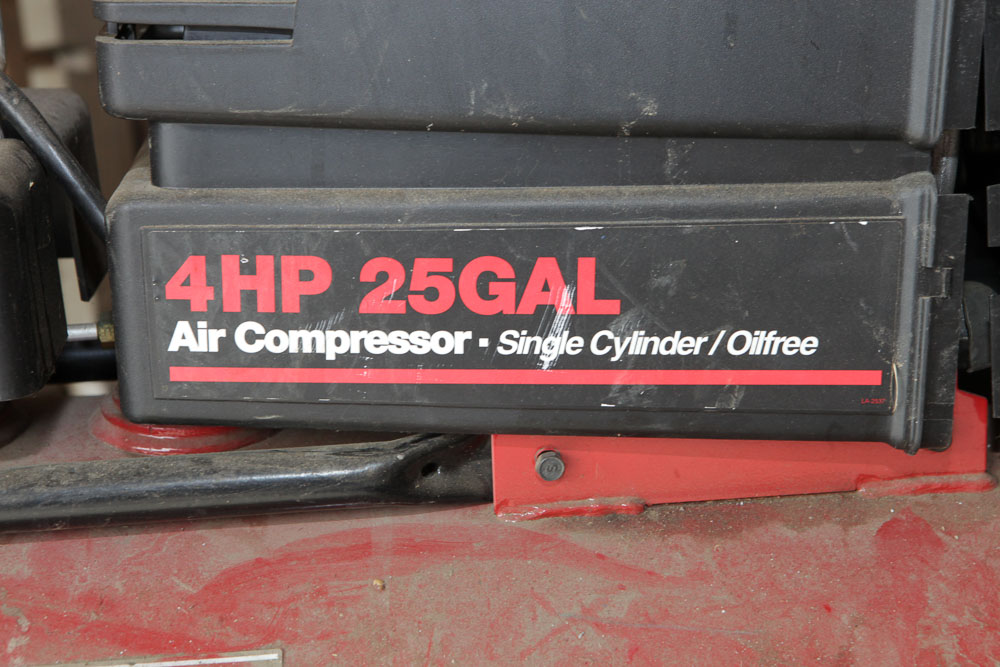 4HP 25GAL
Air Compressor · Single Cylinder / Oilfree